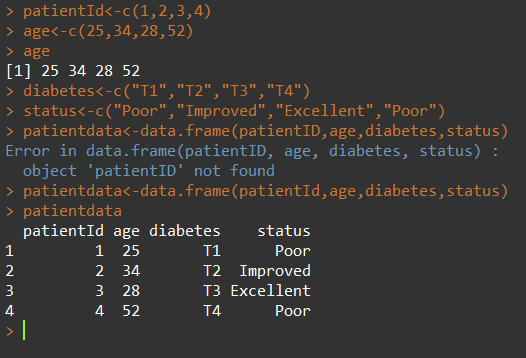 > patientId<-c(1,2,3,4)
> age<-c(25,34,28,52)
> age
[1] 25 34 28 52
> diabetes<-c("T1","T2","T3","T4")
> status<-c("Poor","Improved","Excellent","Poor")
> patientdata<-data.frame(patientID,age,diabetes,status)
Error in data.frame(patientID, age, diabetes, status) :
  object 'patientID' not found
> patientdata<-data.frame(patientId,age,diabetes,status)
> patientdata
  patientId age diabetes    status
1         1  25       T1      Poor
2         2  34       T2  Improved
3         3  28       T3 Excellent
4         4  52       T4      Poor
>